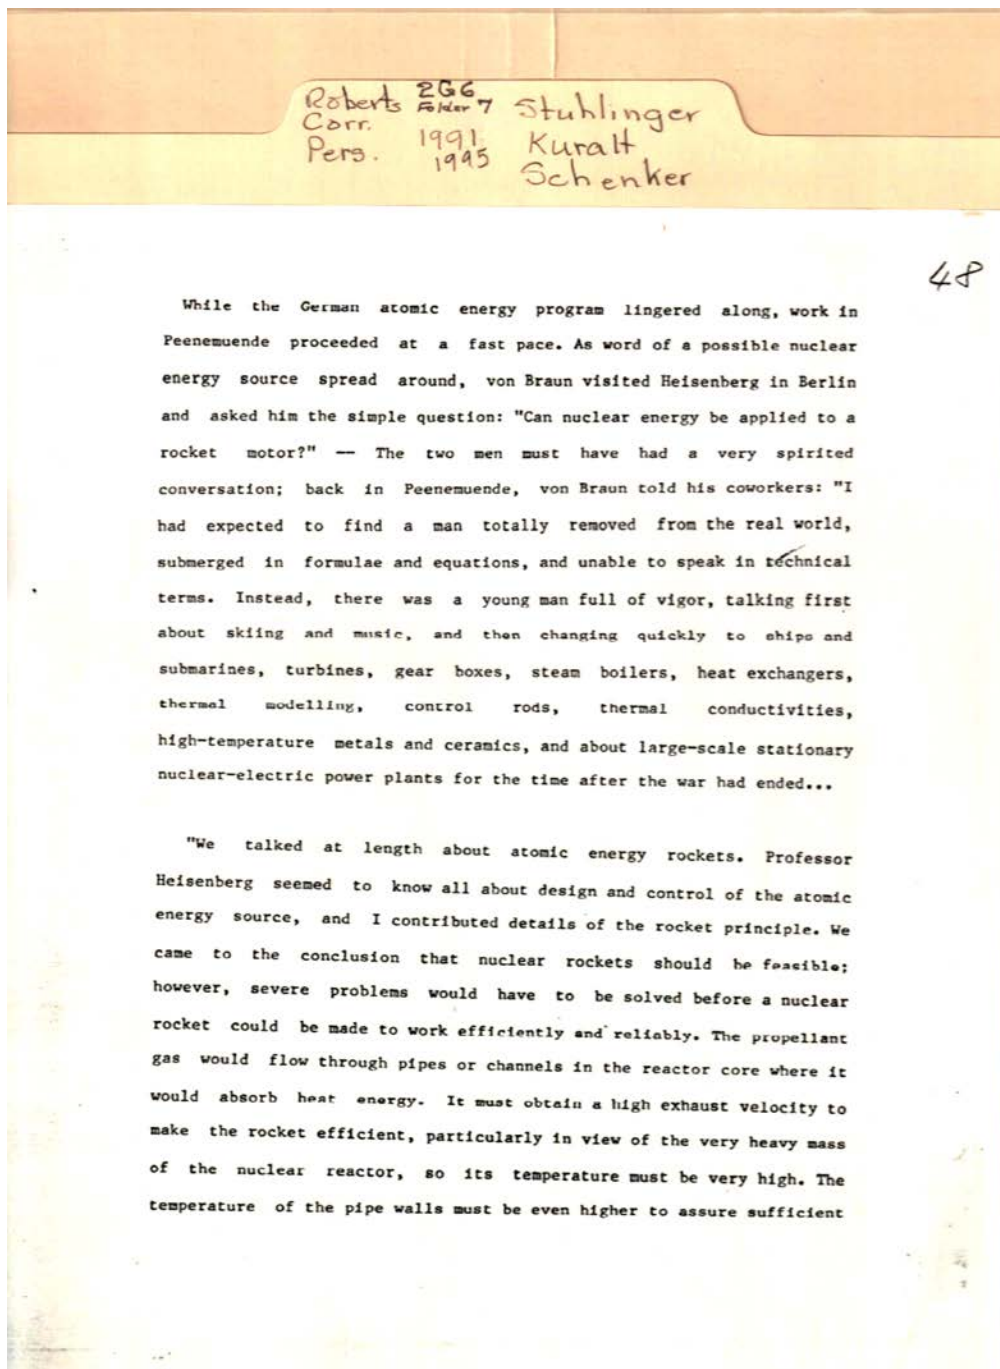 Roberts 2G6 Stuhlinger
Folder 7
Corr. 1991 Kuralt
Pers. 1995 Schenker
48
While the German atomic energy program lingered along, work in
Peenemuende proceeded at a fast pace. As word of a possible nuclear
energy source spread around, von Braun visited Heisenberg in Berlin
and asked him the simple question: "Can nuclear energy be applied to a
rocket motor?" -- The two men must have had a very spirited
conversation; back in Peenemuende, von Braun told his coworkers: "I
had expected to find a man totally removed from the real world,
submerged in formulae and equations, and unable to speak in technical
terms. Instead, there was a young man full of vigor, talking first
about skiing and music, and then changing quickly to ships and
submarines, turbines, gear boxes, steam boilers, heat exchangers,
thermal modelling, control rods, thermal conductivities,
high-temperature metals and ceramics, and about large-scale stationary
nuclear-electric power plants for the time after the war had ended...
"We talked at length about atomic energy rockets. Professor
Heisenberg seemed to know all about design and control of the atomic
energy source, and I contributed details of the rocket principle. We
came to the conclusion that nuclear rockets should be feasible;
however, severe problems would have to be solved before a nuclear
rocket could be made to work efficiently and reliably. The propellant
gas would flow through pipes or channels in the reactor core where it
would absorb heat energy. It must obtain a high exhaust velocity to
make the rocket efficient, particularly in view of the very heavy mass
of the nuclear reactor, so its temperature must be very high. The
temperature of the pipe walls must be even higher to assure sufficient